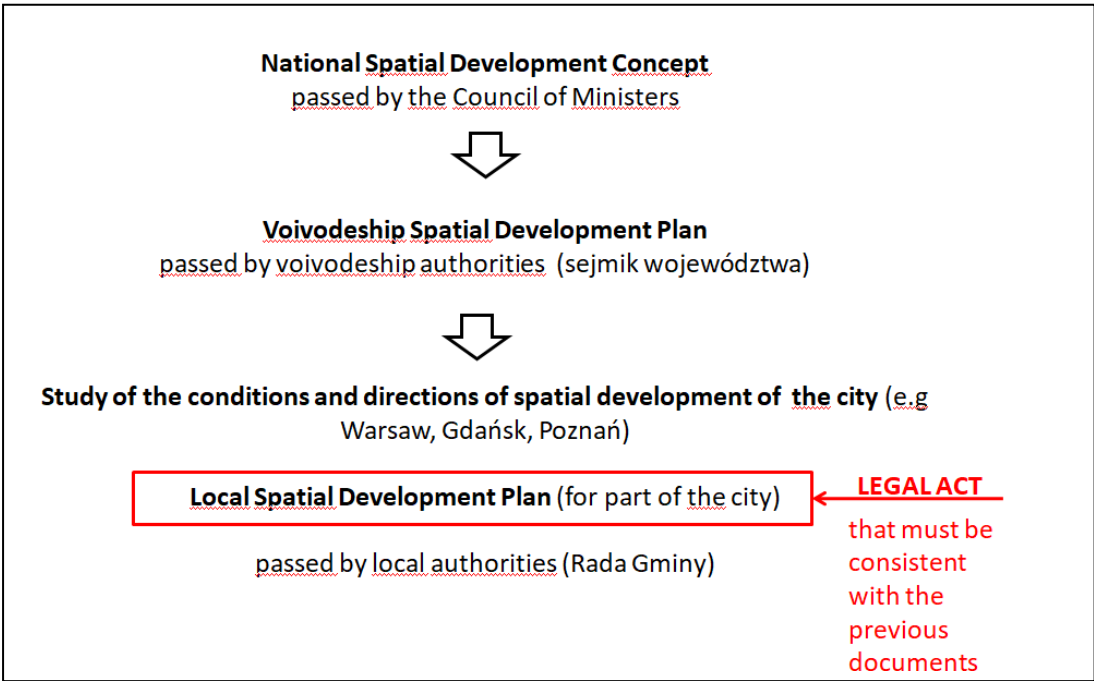 National Spatial Development Concept
passed by the Council of Ministers
Voivodeship Spatial Development Plan
passed by voivodeship authorities (sejmik województwa)
Study of the conditions and directions of spatial development of the city (e.g
Warsaw, Gdańsk, Poznań)
Local Spatial Development Plan (for part of the city)
LEGAL ACT
that must be
consistent
with the
previous
documents
passed by local authorities (Rada Gminy)